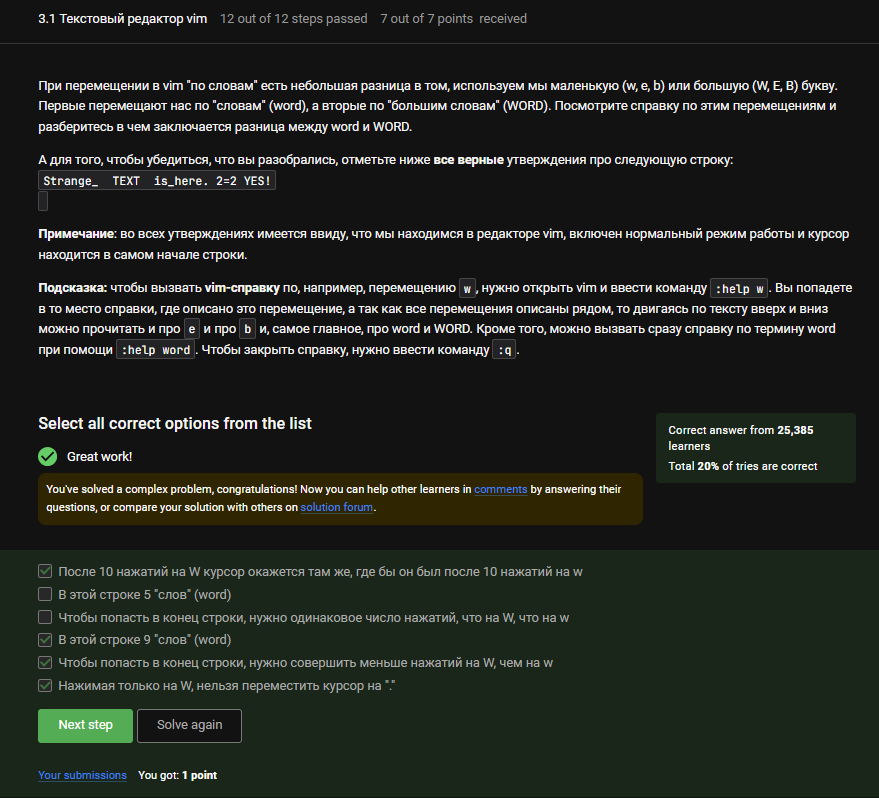 3.1 Текстовый редактор vim 12 out of 12 steps passed 7 out of 7 points received
При перемещении в vim "по словам" есть небольшая разница в том, используем мы маленькую (w, e, b) или большую (W, E, B) букву.
Первые перемещают нас по "словам" (word), а вторые по "большим словам" (WORD). Посмотрите справку по этим перемещениям и
разберитесь в чем заключается разница между word и WORD.
А для того, чтобы убедиться, что вы разобрались, отметьте ниже все верные утверждения про следующую строку:
Strange_  TEXT  is_here. 2=2 YES!
Примечание: во всех утверждениях имеется ввиду, что мы находимся в редакторе vim, включен нормальный режим работы и курсор
находится в самом начале строки.
Подсказка: чтобы вызвать vim-справку по, например, перемещению w, нужно открыть vim и ввести команду :help w. Вы попадете
в то место справки, где описано это перемещение, а так как все перемещения описаны рядом, то двигаясь по тексту вверх и вниз
можно прочитать и про e и про b и, самое главное, про word и WORD. Кроме того, можно вызвать сразу справку по термину word
при помощи :help word. Чтобы закрыть справку, нужно ввести команду :q.
Select all correct options from the list
Great work!
You've solved a complex problem, congratulations! Now you can help other learners in comments by answering their
questions, or compare your solution with others on solution forum.
Correct answer from 25,385
learners
Total 20% of tries are correct
После 10 нажатий на W курсор окажется там же, где бы он был после 10 нажатий на w
В этой строке 5 "слов" (word)
Чтобы попасть в конец строки, нужно одинаковое число нажатий, что на W, что на w
В этой строке 9 "слов" (word)
Чтобы попасть в конец строки, нужно совершить меньше нажатий на W, чем на w
Нажимая только на W, нельзя переместить курсор на "."
Next step Solve again
Your submissions You got: 1 point